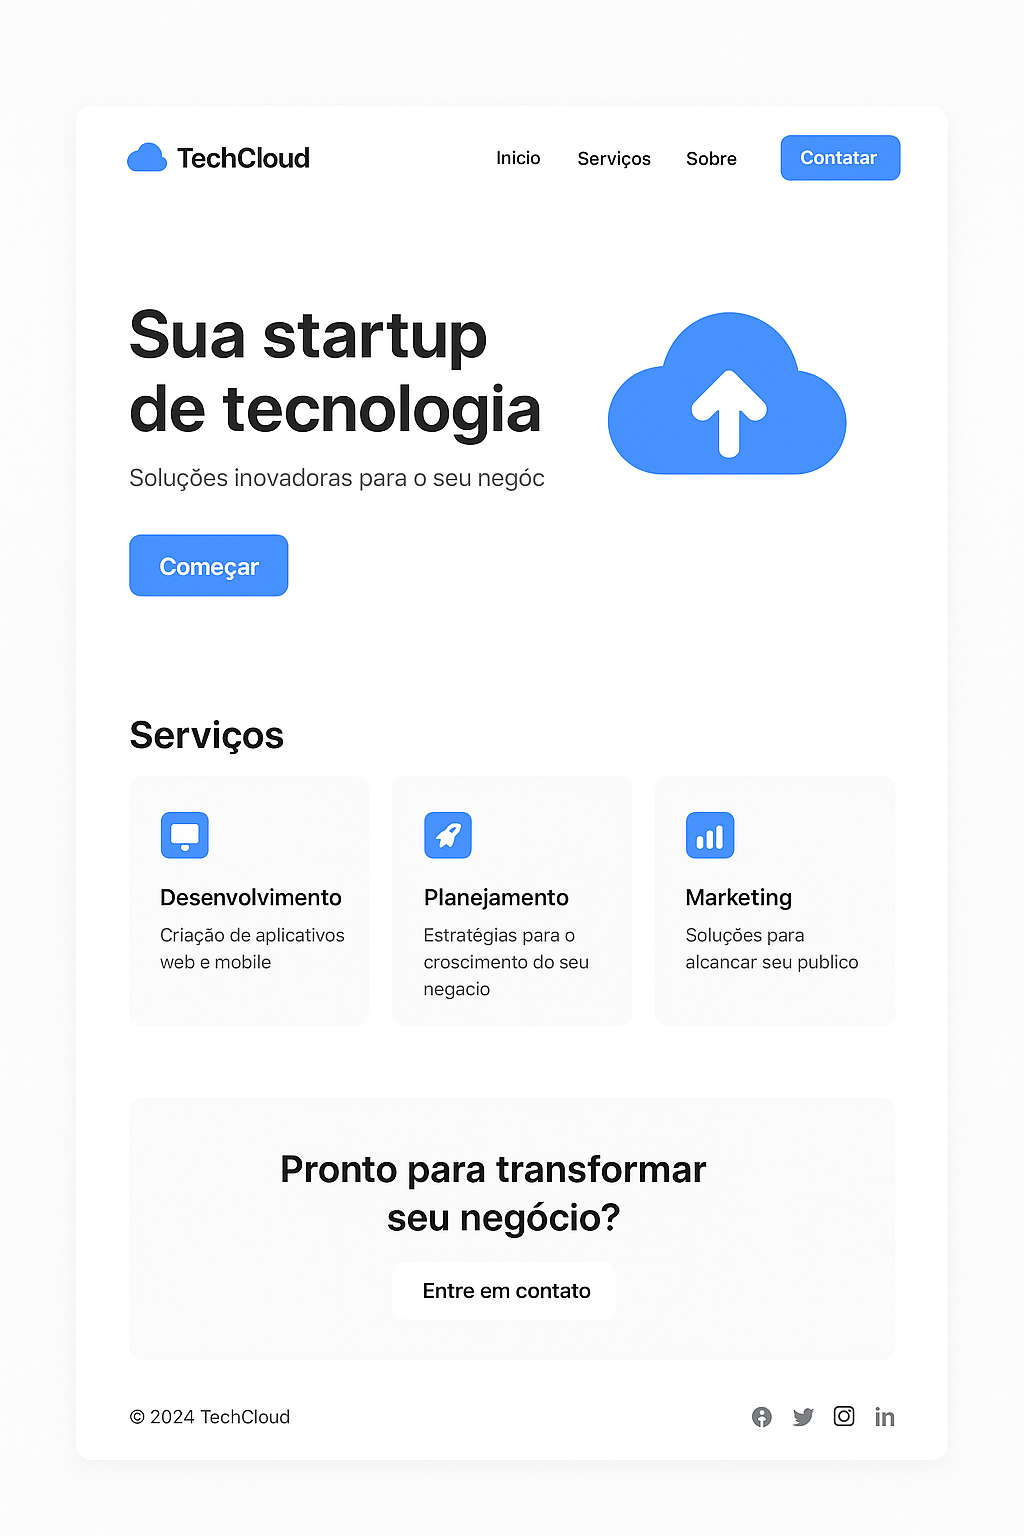 TechCloud
Inicio
Serviços
Sobre
Contatar
Sua startup
de tecnologia
Soluções inovadoras para o seu negóc
Começar
Serviços
Desenvolvimento
Criação de aplicativos
web e mobile
Planejamento
Estratégias para o
croscimento do seu
negacio
Marketing
Soluções para
alcancar seu publico
Pronto para transformar
seu negócio?
Entre em contato
© 2024 TechCloud
in